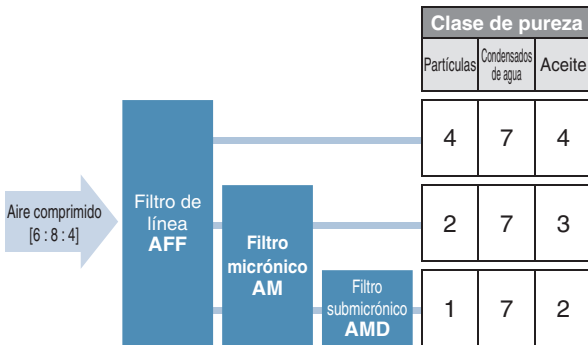 Clase de pureza
Partículas
Condensados
de agua
Aceite
4 7 4
Aire comprimido
[6 : 8 : 4]
Filtro de
línea
AFF
2 7 3
Filtro
micrónico
AM
1 7 2
Filtro
submicrónico
AMD